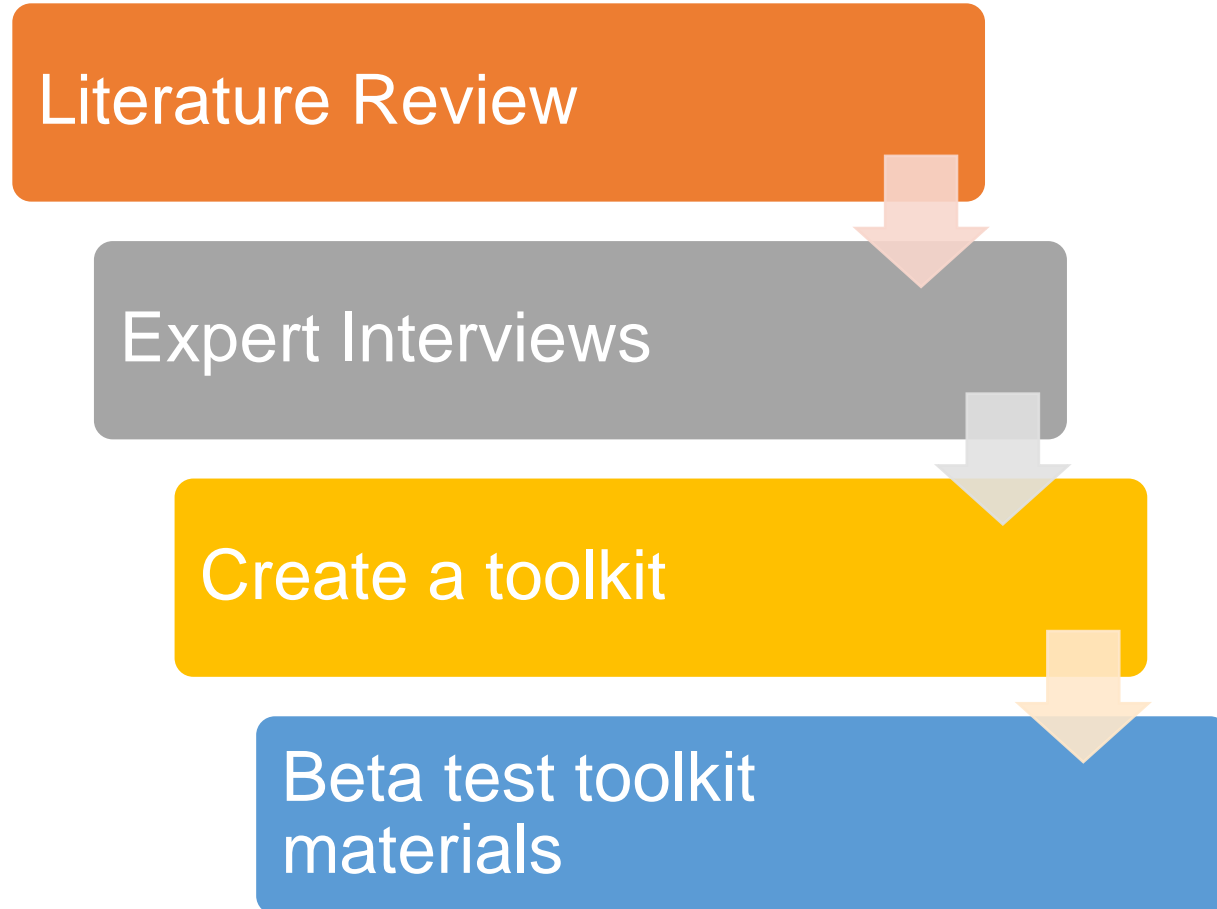 Literature Review
Expert Interviews
Create a toolkit
Beta test toolkit
materials